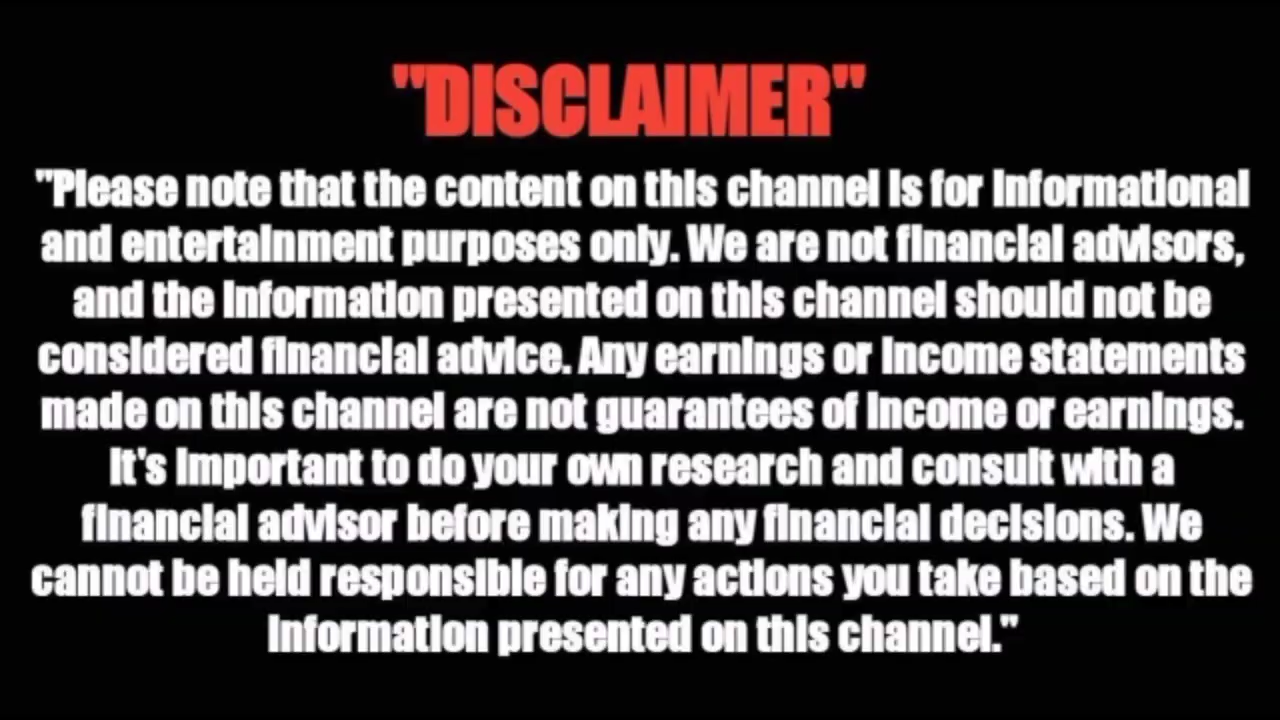 "DISCLAIMER"
"Please note that the content on this channel is for informational
and entertainment purposes only. We are not financial advisors,
and the information presented on this channel should not be
considered financial advice. Any earnings or income statements
made on this channel are not guarantees of income or earnings.
It's important to do your own research and consult with a
financial advisor before making any financial decisions. We
cannot be held responsible for any actions you take based on the
information presented on this channel."